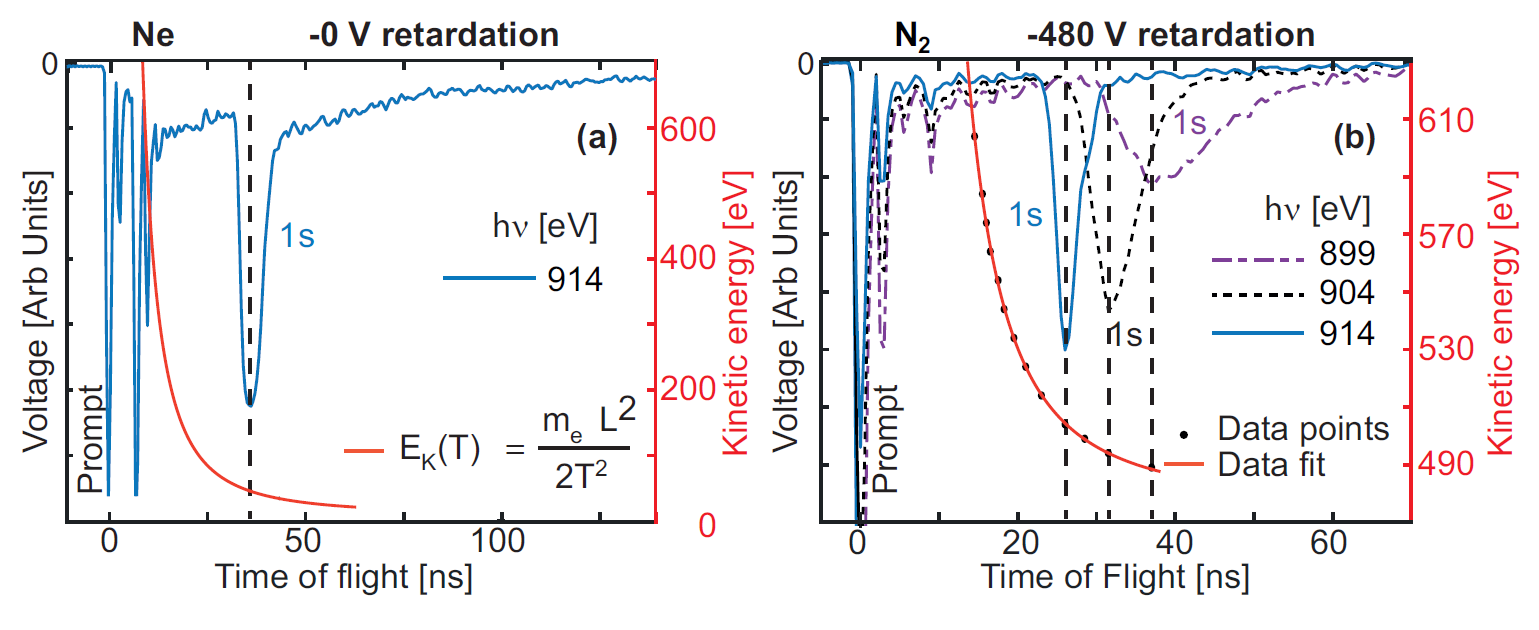 Ne -0 V retardation
0
(a)
600
1s
hν [eV]
914
400
200
E_K(T) = m_e L² / 2T²
Prompt
0
Voltage [Arb Units]
Kinetic energy [eV]
0 50 100
Time of flight [ns]
N₂ -480 V retardation
0
610
1s
(b)
1s
hν [eV]
899
904
914
570
530
1s
Prompt
Data points
Data fit
490
Voltage [Arb Units]
Kinetic energy [eV]
0 20 40 60
Time of Flight [ns]